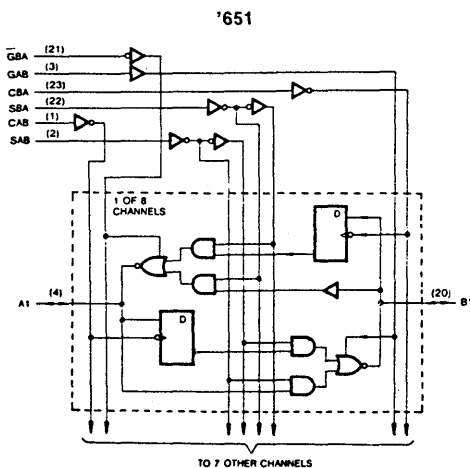 '651
G̅BA (21)
GAB (3)
CBA (23)
SBA (22)
CAB (1)
SAB (2)
1 OF 8
CHANNELS
D
A1 (4)
(20) B1
D
TO 7 OTHER CHANNELS